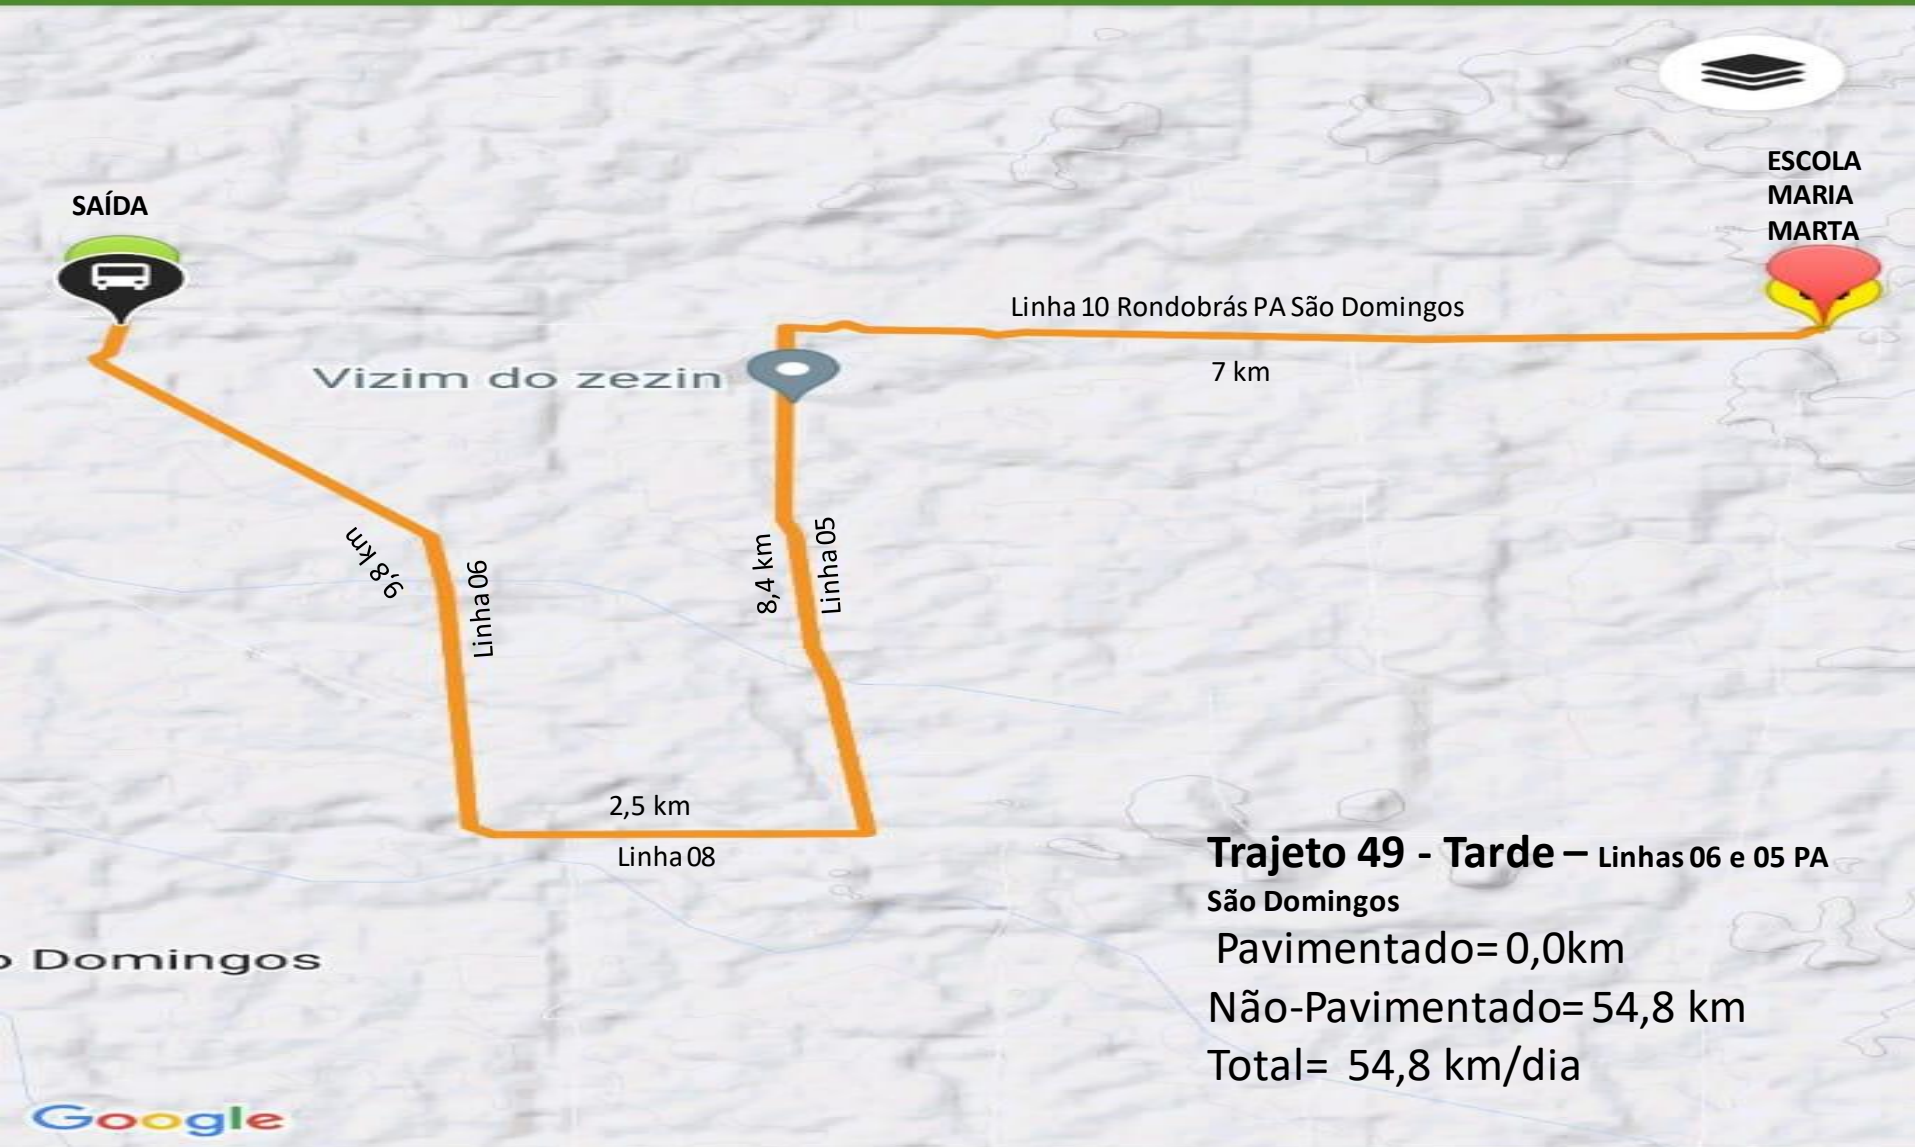 ESCOLA
MARIA
MARTA
SAÍDA
Linha 10 Rondobrás PA São Domingos
Vizim do zezin
7 km
9,8 km
Linha 06
8,4 km
Linha 05
2,5 km
Linha 08
Trajeto 49 - Tarde – Linhas 06 e 05 PA
São Domingos
Pavimentado= 0,0km
o Domingos
Não-Pavimentado= 54,8 km
Total= 54,8 km/dia
Google